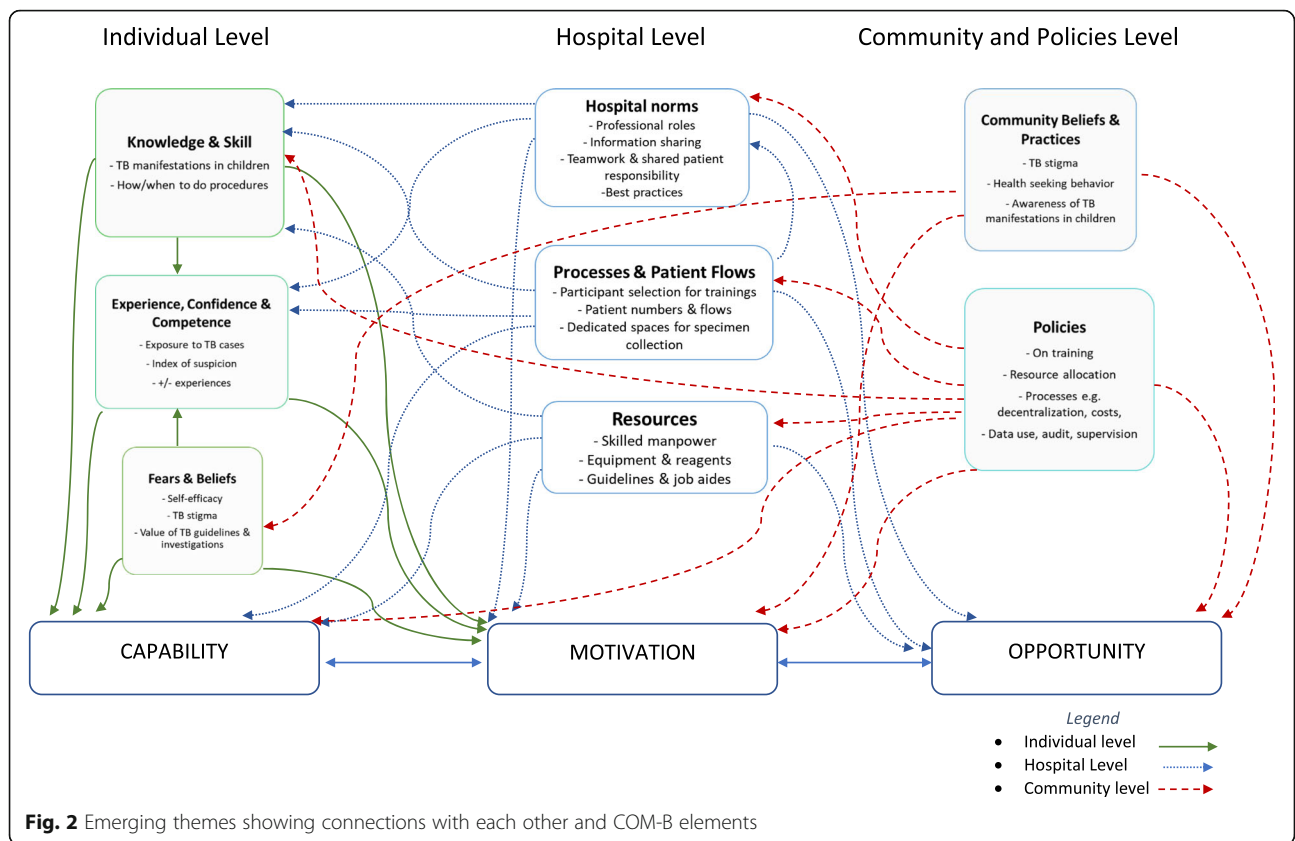 Individual Level
Hospital Level
Community and Policies Level
Knowledge & Skill
- TB manifestations in children
- How/when to do procedures
Experience, Confidence &
Competence
- Exposure to TB cases
- Index of suspicion
- +/- experiences
Fears & Beliefs
- Self-efficacy
- TB stigma
- Value of TB guidelines &
investigations
Hospital norms
- Professional roles
- Information sharing
- Teamwork & shared patient
responsibility
-Best practices
Processes & Patient Flows
- Participant selection for trainings
- Patient numbers & flows
- Dedicated spaces for specimen
collection
Resources
- Skilled manpower
- Equipment & reagents
- Guidelines & job aides
Community Beliefs &
Practices
- TB stigma
- Health seeking behavior
- Awareness of TB
manifestations in children
Policies
- On training
- Resource allocation
- Processes e.g.
decentralization, costs,
- Data use, audit, supervision
CAPABILITY
MOTIVATION
OPPORTUNITY
Legend
• Individual level
• Hospital Level
• Community level
Fig. 2 Emerging themes showing connections with each other and COM-B elements